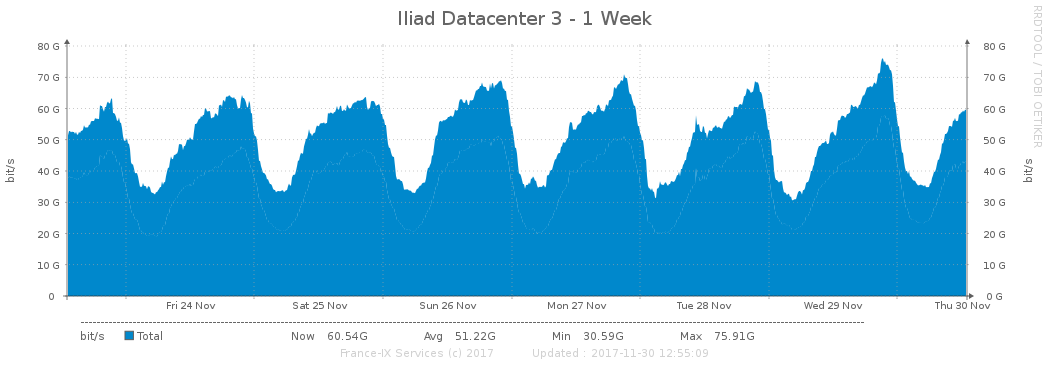 Iliad Datacenter 3 - 1 Week
RRDTOOL / TOBI OETIKER
80 G 80 G
70 G 70 G
60 G 60 G
50 G 50 G
40 G 40 G
30 G 30 G
20 G 20 G
10 G 10 G
0 0 G
bit/s bit/s
Fri 24 Nov Sat 25 Nov Sun 26 Nov Mon 27 Nov Tue 28 Nov Wed 29 Nov Thu 30 Nov
bit/s Total Now 60.54G Avg 51.22G Min 30.59G Max 75.91G
France-IX Services (c) 2017 Updated : 2017-11-30 12:55:09